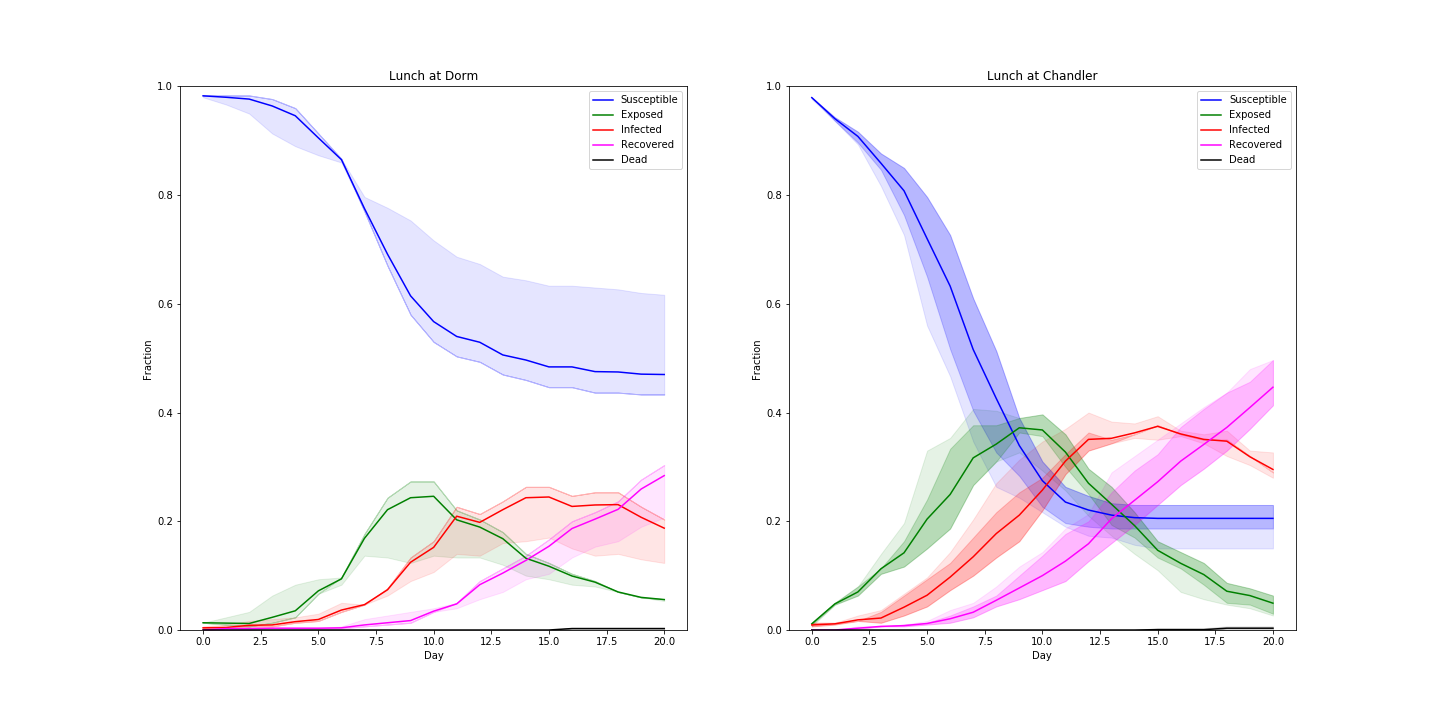 Lunch at Dorm
1.0
0.8
0.6
0.4
0.2
0.0
Fraction
0.0
2.5
5.0
7.5
10.0
12.5
15.0
17.5
20.0
Day
Susceptible
Exposed
Infected
Recovered
Dead
Lunch at Chandler
1.0
0.8
0.6
0.4
0.2
0.0
Fraction
0.0
2.5
5.0
7.5
10.0
12.5
15.0
17.5
20.0
Day
Susceptible
Exposed
Infected
Recovered
Dead